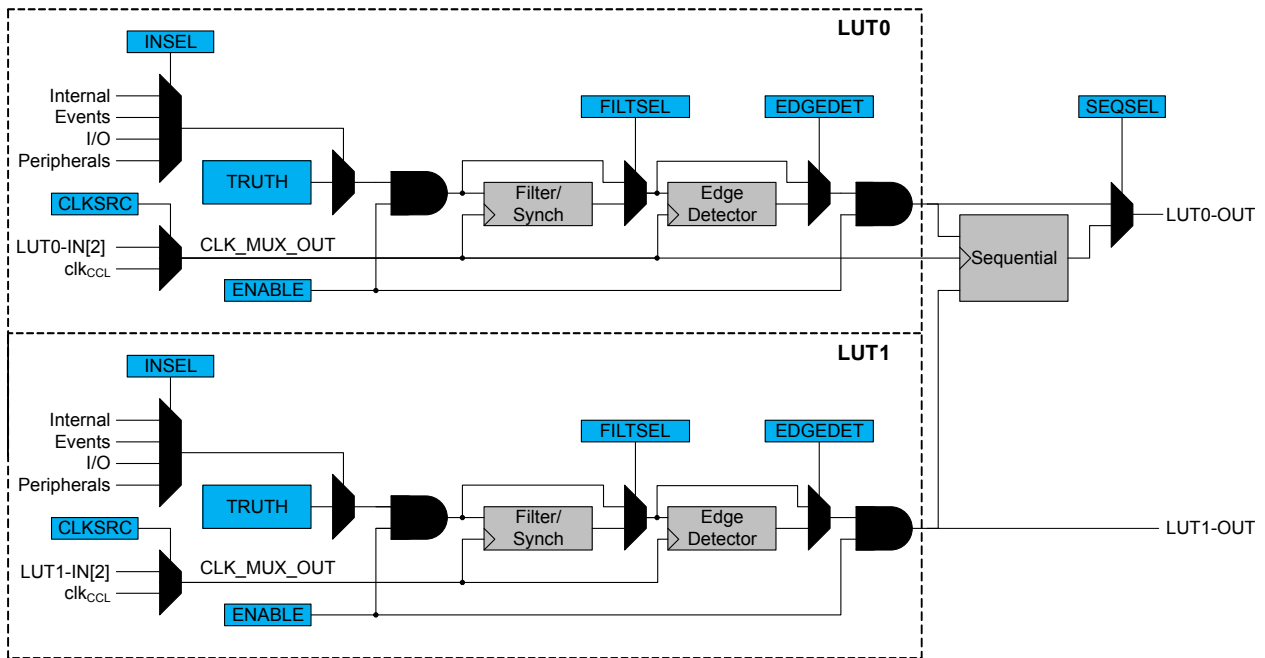 LUT0
INSEL
Internal
Events
I/O
Peripherals
FILTSEL
EDGEDET
SEQSEL
TRUTH
Filter/
Synch
Edge
Detector
CLKSRC
LUT0-IN[2]
clkCCL
CLK_MUX_OUT
ENABLE
Sequential
LUT0-OUT
LUT1
INSEL
Internal
Events
I/O
Peripherals
FILTSEL
EDGEDET
TRUTH
Filter/
Synch
Edge
Detector
CLKSRC
LUT1-IN[2]
clkCCL
CLK_MUX_OUT
ENABLE
LUT1-OUT